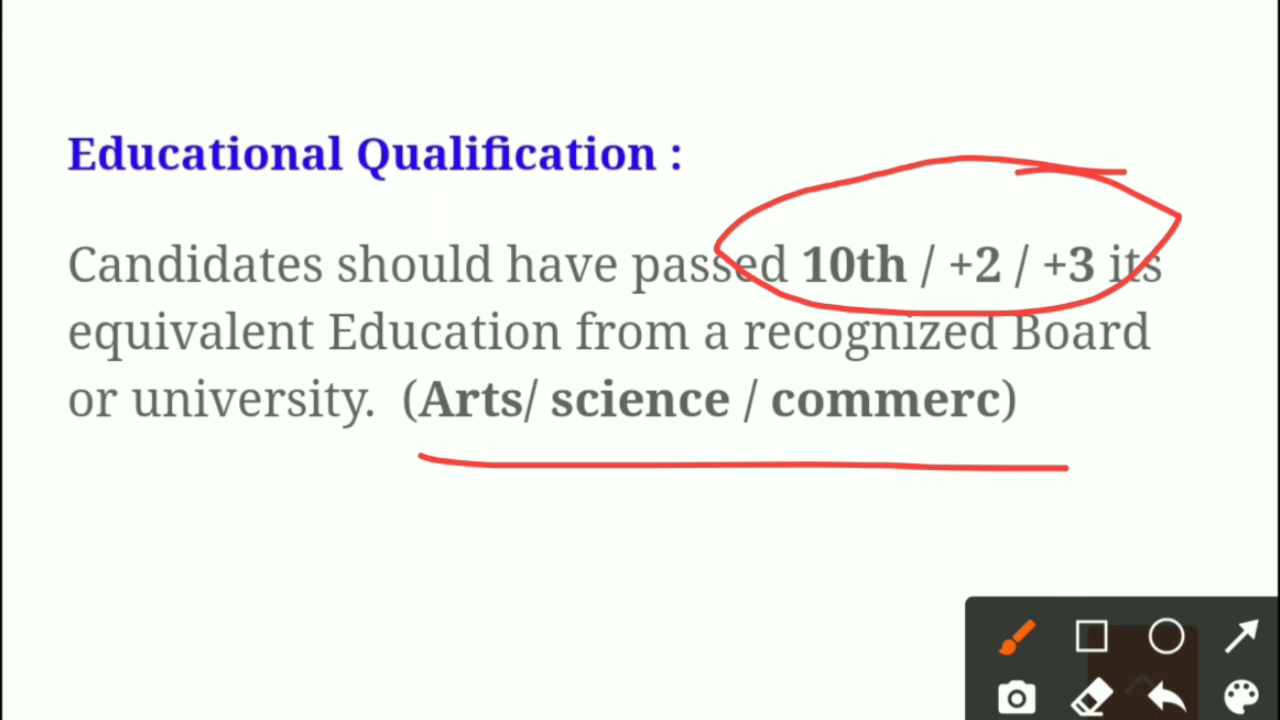 Educational Qualification :
Candidates should have passed 10th / +2 / +3 its
equivalent Education from a recognized Board
or university.  (Arts/ science / commerc)